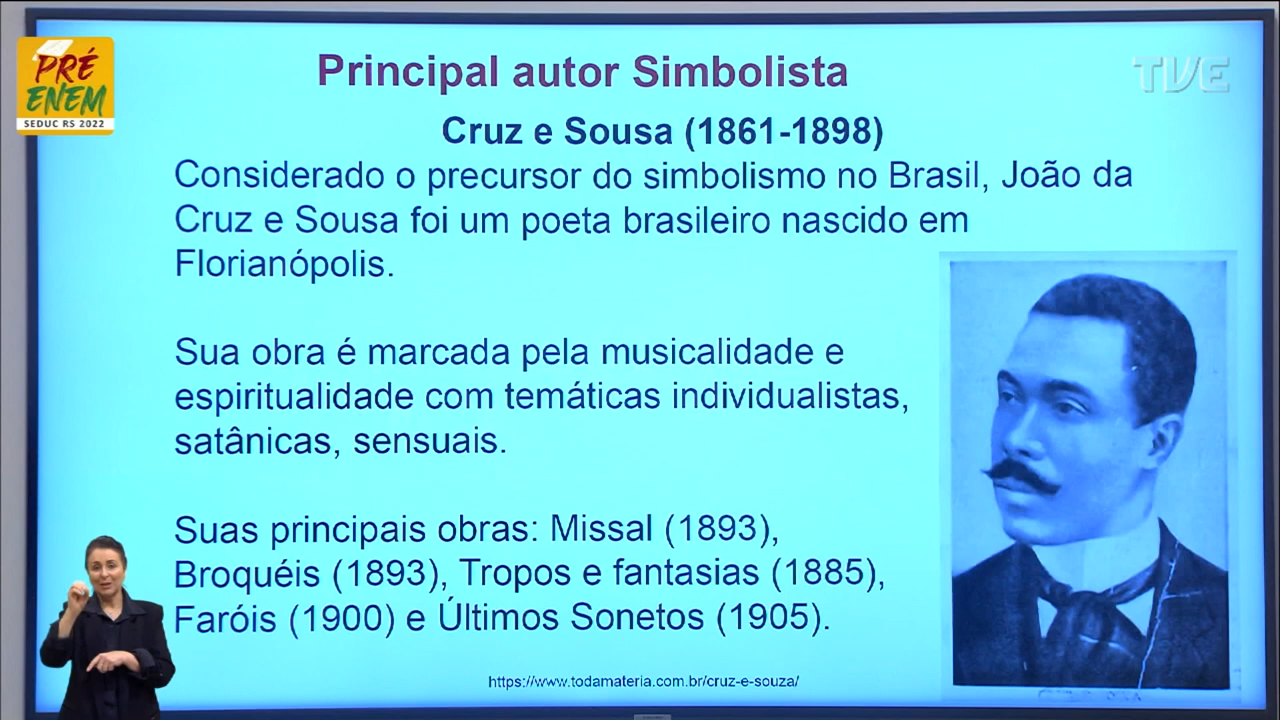 PRÉ
ENEM
SEDUC RS 2022
TVE
Principal autor Simbolista
Cruz e Sousa (1861-1898)
Considerado o precursor do simbolismo no Brasil, João da
Cruz e Sousa foi um poeta brasileiro nascido em
Florianópolis.
Sua obra é marcada pela musicalidade e
espiritualidade com temáticas individualistas,
satânicas, sensuais.
Suas principais obras: Missal (1893),
Broquéis (1893), Tropos e fantasias (1885),
Faróis (1900) e Últimos Sonetos (1905).
https://www.todamateria.com.br/cruz-e-souza/